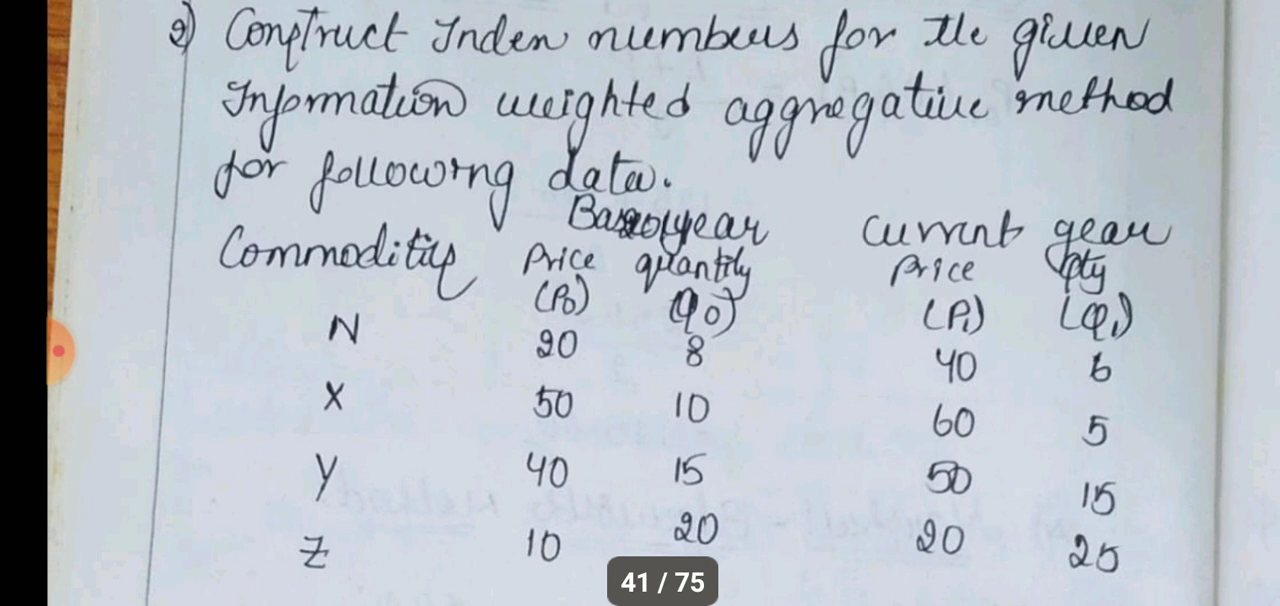 2) Construct Inden numbers for the given
Information weighted aggregative method
for following data.
Base year Current year
Commodities Price quantity Price qty
(P0) (q0) (P1) (Q1)
N 20 8 40 6
X 50 10 60 5
Y 40 15 50 15
Z 10 20 20 25
41 / 75